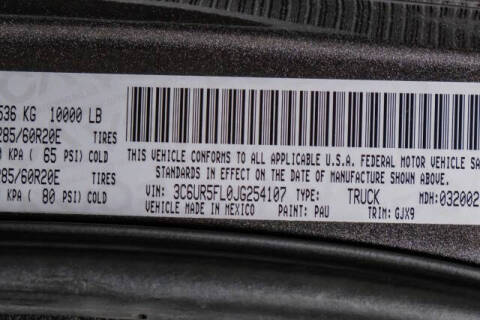 536 KG 10000 LB
285/60R20E TIRES
KPA ( 65 PSI) COLD
285/60R20E TIRES
KPA ( 80 PSI) COLD
THIS VEHICLE CONFORMS TO ALL APPLICABLE U.S.A. FEDERAL MOTOR VEHICLE SA
STANDARDS IN EFFECT ON THE DATE OF MANUFACTURE SHOWN ABOVE.
VIN: 3C6UR5FL0JG254107 TYPE: TRUCK MDH: 032002
VEHICLE MADE IN MEXICO PAINT: PAU TRIM: GJX9